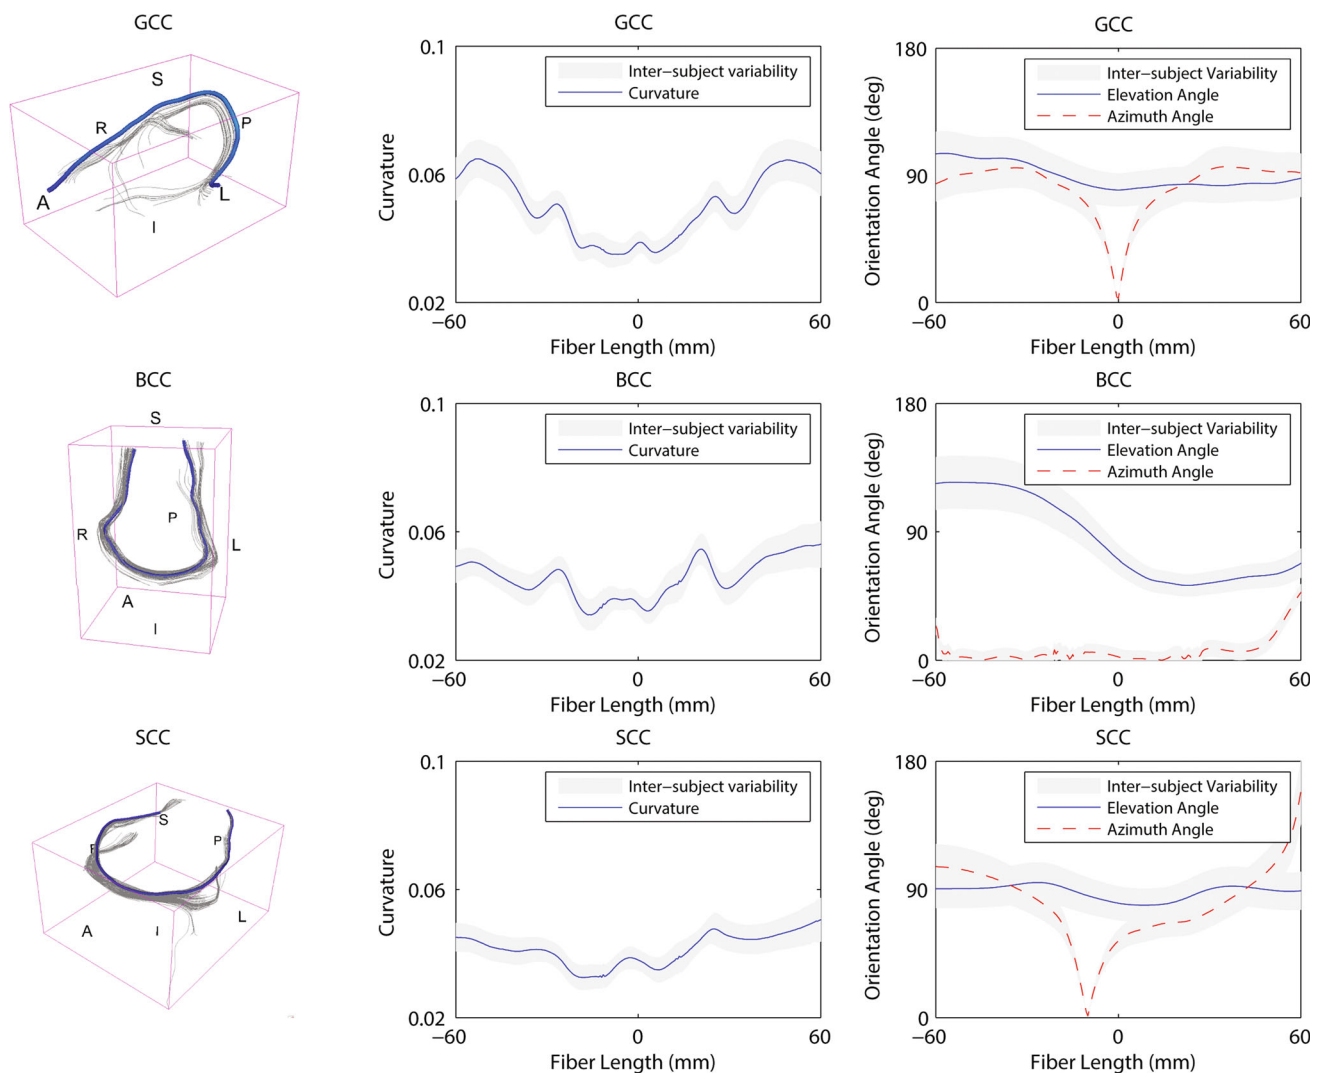 GCC
S
R
P
A
L
I
GCC
0.1
0.06
0.02
Curvature
Inter-subject variability
Curvature
−60 0 60
Fiber Length (mm)
GCC
180
90
0
Orientation Angle (deg)
Inter-subject Variability
Elevation Angle
Azimuth Angle
−60 0 60
Fiber Length (mm)
BCC
S
P
R
L
A
I
BCC
0.1
0.06
0.02
Curvature
Inter-subject variability
Curvature
−60 0 60
Fiber Length (mm)
BCC
180
90
0
Orientation Angle (deg)
Inter-subject Variability
Elevation Angle
Azimuth Angle
−60 0 60
Fiber Length (mm)
SCC
S
P
L
A
I
SCC
0.1
0.06
0.02
Curvature
Inter-subject variability
Curvature
−60 0 60
Fiber Length (mm)
SCC
180
90
0
Orientation Angle (deg)
Inter-subject Variability
Elevation Angle
Azimuth Angle
−60 0 60
Fiber Length (mm)